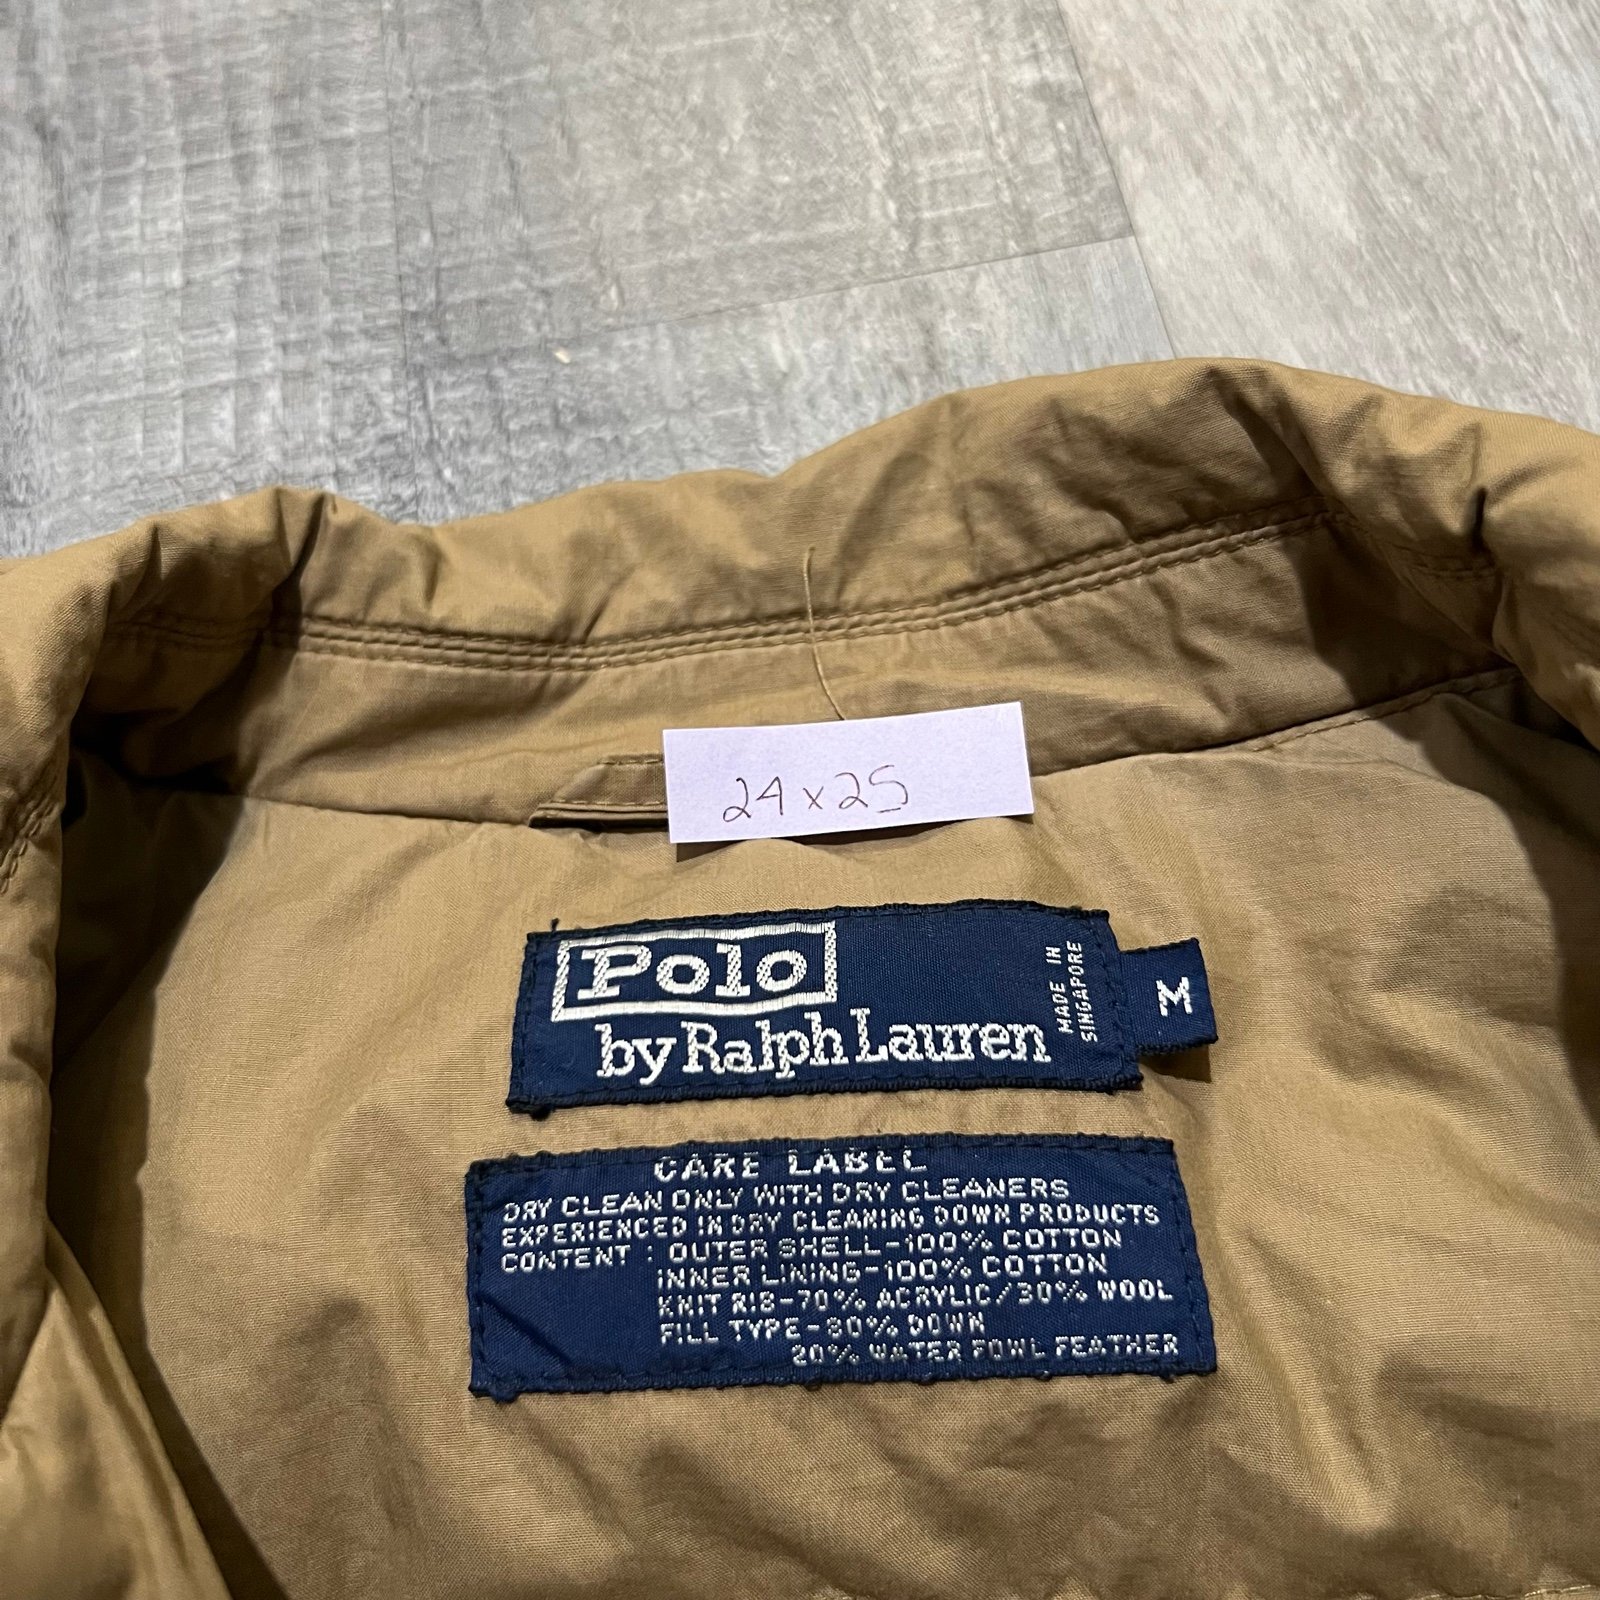 24x25
Polo
by Ralph Lauren
MADE IN
SINGAPORE
M
CARE LABEL
DRY CLEAN ONLY WITH DRY CLEANERS
EXPERIENCED IN DRY CLEANING DOWN PRODUCTS
CONTENT : OUTER SHELL-100% COTTON
INNER LINING-100% COTTON
KNIT RIB-70% ACRYLIC/30% WOOL
FILL TYPE-80% DOWN
20% WATER FOWL FEATHER